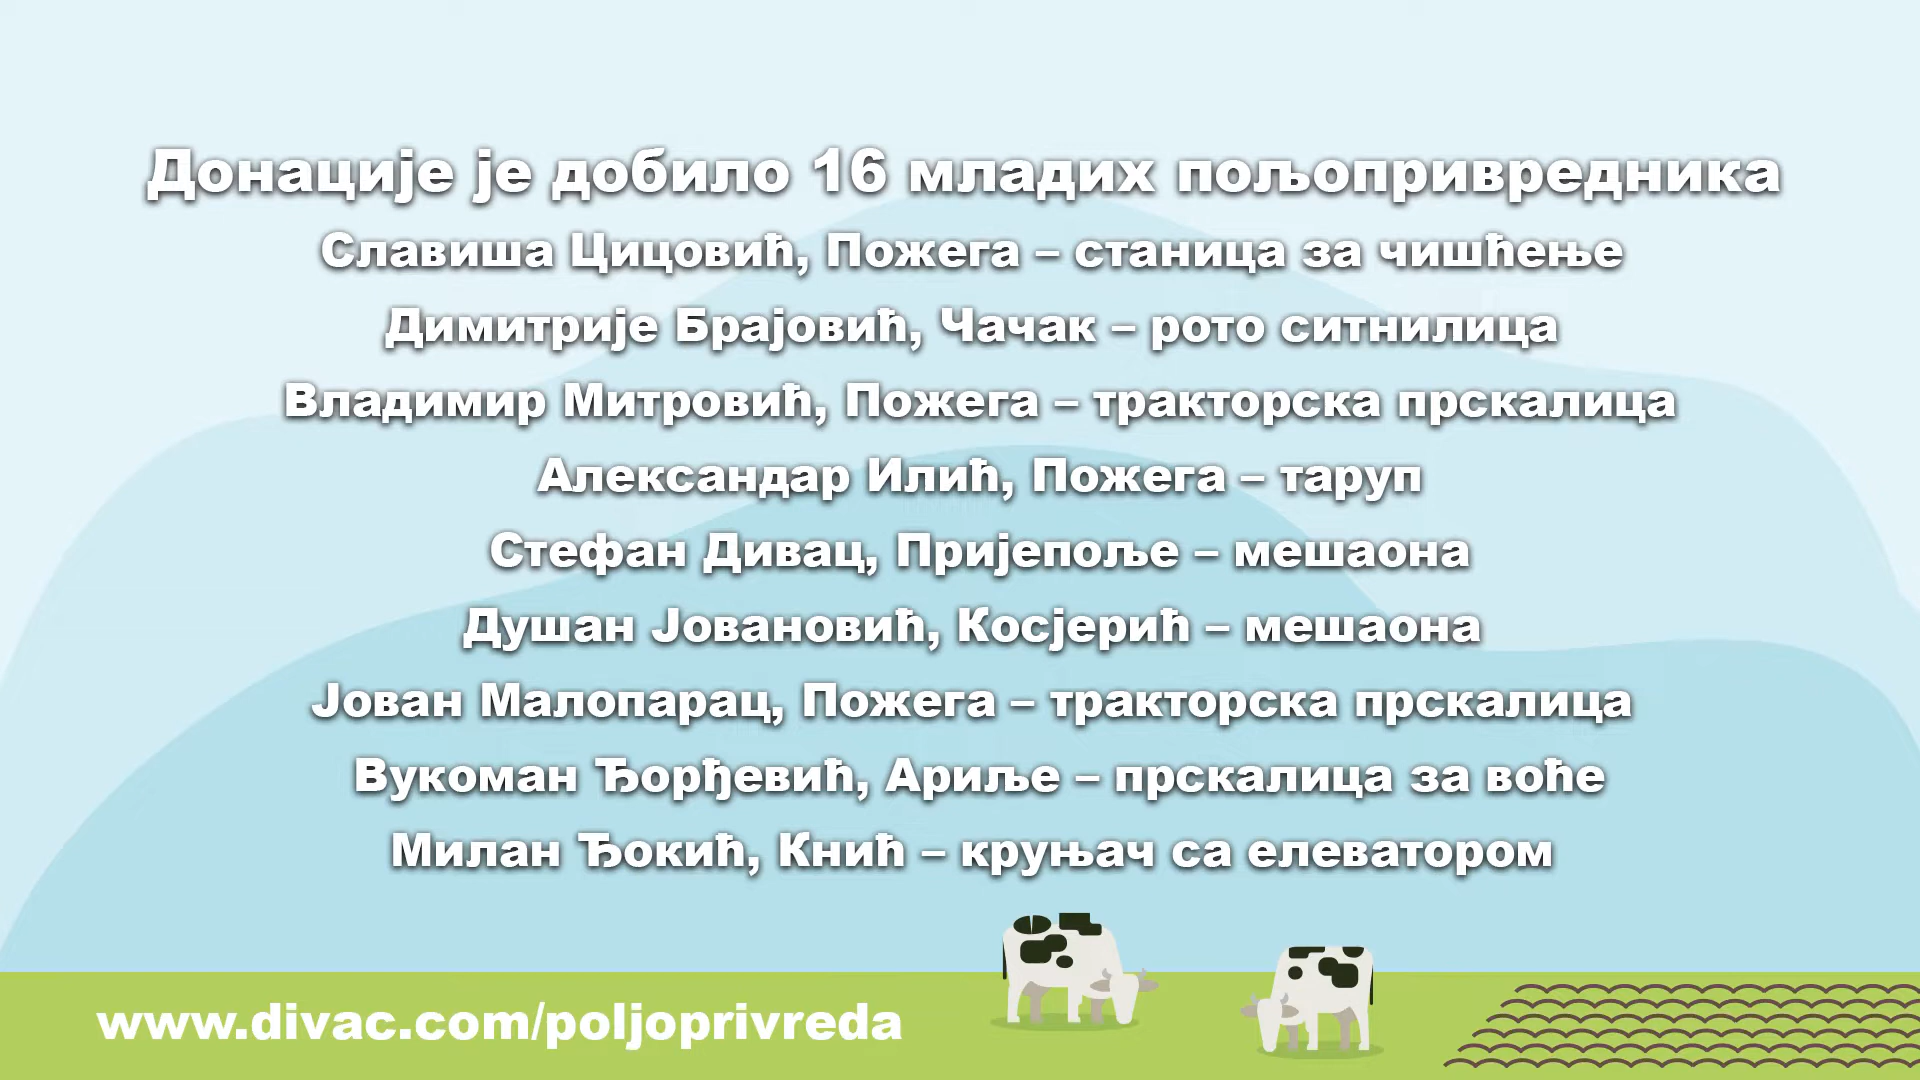 Донације је добило 16 младих пољопривредника
Славиша Цицовић, Пожега – станица за чишћење
Димитрије Брајовић, Чачак – рото ситнилица
Владимир Митровић, Пожега – тракторска прскалица
Александар Илић, Пожега – таруп
Стефан Дивац, Пријепоље – мешаона
Душан Јовановић, Косјерић – мешаона
Јован Малопарац, Пожега – тракторска прскалица
Вукоман Ђорђевић, Ариље – прскалица за воће
Милан Ђокић, Кнић – круњач са елеватором
www.divac.com/poljoprivreda